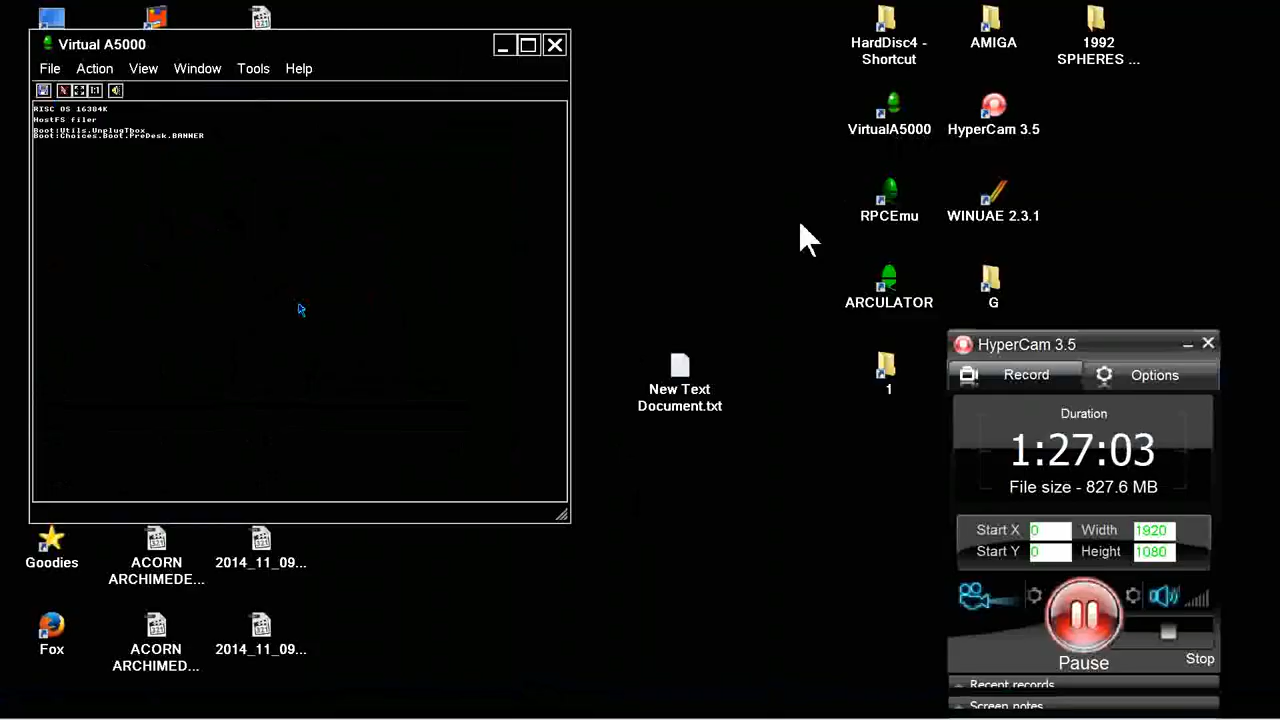 Virtual A5000
File Action View Window Tools Help
1:1
RISC OS 16384K
HostFS filer
Boot:Utils.UnplugTbox
Boot:Choices.Boot.PreDesk.BANNER
HardDisc4 -
Shortcut
AMIGA
1992
SPHERES ...
VirtualA5000
HyperCam 3.5
RPCEmu
WINUAE 2.3.1
ARCULATOR
G
New Text
Document.txt
1
Goodies
ACORN
ARCHIMEDE...
2014_11_09...
Fox
ACORN
ARCHIMED...
2014_11_09...
HyperCam 3.5
Record
Options
Duration
1:27:03
File size - 827.6 MB
Start X 0 Width 1920
Start Y 0 Height 1080
Pause
Stop
Recent records
Screen notes